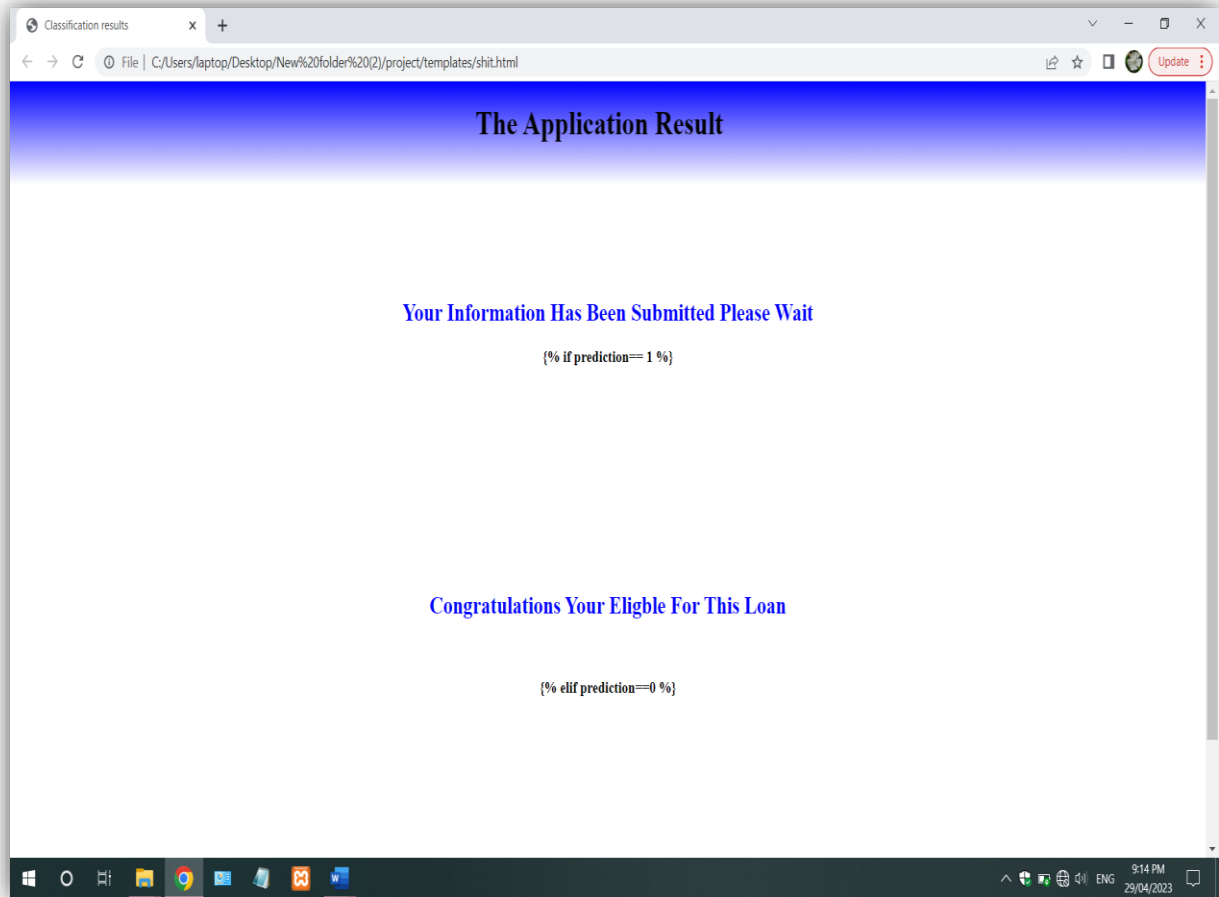 Classification results
File | C:/Users/laptop/Desktop/New%20folder%20(2)/project/templates/shit.html
Update
The Application Result
Your Information Has Been Submitted Please Wait
{% if prediction== 1 %}
Congratulations Your Eligble For This Loan
{% elif prediction==0 %}
ENG
9:14 PM
29/04/2023